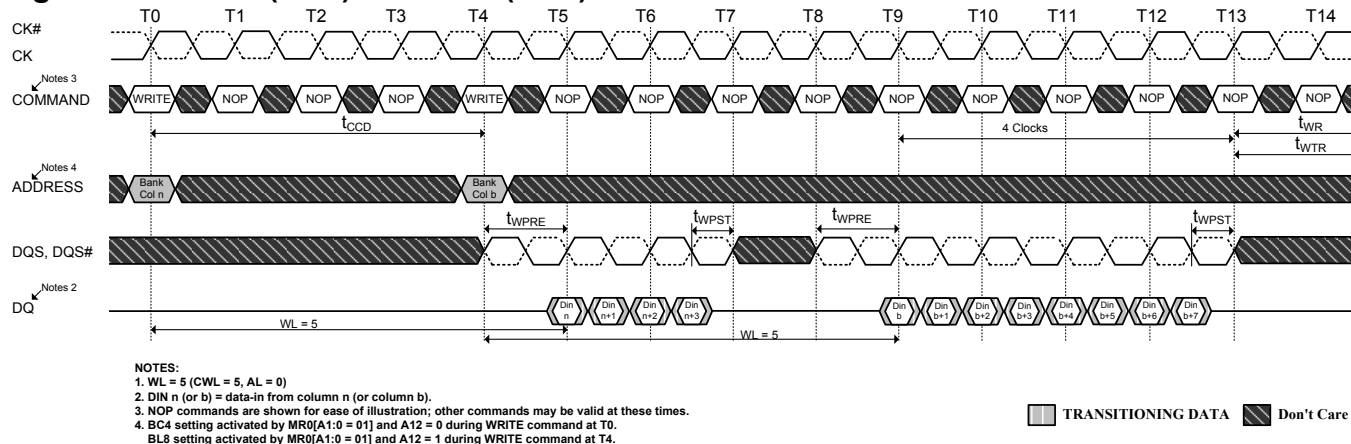 T0 T1 T2 T3 T4 T5 T6 T7 T8 T9 T10 T11 T12 T13 T14
CK#
CK
Notes 3
COMMAND
WRITE NOP NOP NOP WRITE NOP NOP NOP NOP NOP NOP NOP NOP NOP NOP
tCCD
4 Clocks
tWR
tWTR
Notes 4
ADDRESS
Bank Col n
Bank Col b
tWPRE
tWPST
tWPRE
tWPST
DQS, DQS#
Notes 2
DQ
Din n
Din n+1
Din n+2
Din n+3
Din b
Din b+1
Din b+2
Din b+3
Din b+4
Din b+5
Din b+6
Din b+7
WL = 5
WL = 5
NOTES:
1. WL = 5 (CWL = 5, AL = 0)
2. DIN n (or b) = data-in from column n (or column b).
3. NOP commands are shown for ease of illustration; other commands may be valid at these times.
4. BC4 setting activated by MR0[A1:0 = 01] and A12 = 0 during WRITE command at T0.
BL8 setting activated by MR0[A1:0 = 01] and A12 = 1 during WRITE command at T4.
TRANSITIONING DATA
Don't Care